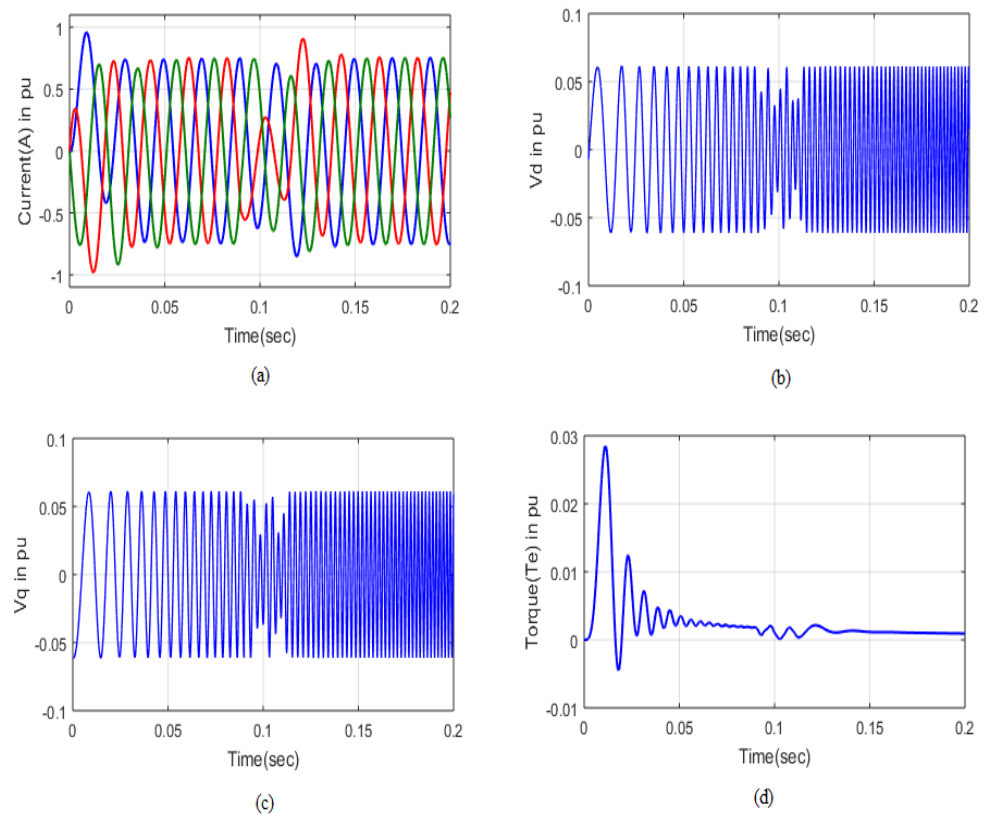 1
0.5
0
-0.5
-1
Current(A) in pu
0 0.05 0.1 0.15 0.2
Time(sec)
(a)
0.1
0.05
0
-0.05
-0.1
Vd in pu
0 0.05 0.1 0.15 0.2
Time(sec)
(b)
0.1
0.05
0
-0.05
-0.1
Vq in pu
0 0.05 0.1 0.15 0.2
Time(sec)
(c)
0.03
0.02
0.01
0
-0.01
Torque(Te) in pu
0 0.05 0.1 0.15 0.2
Time(sec)
(d)